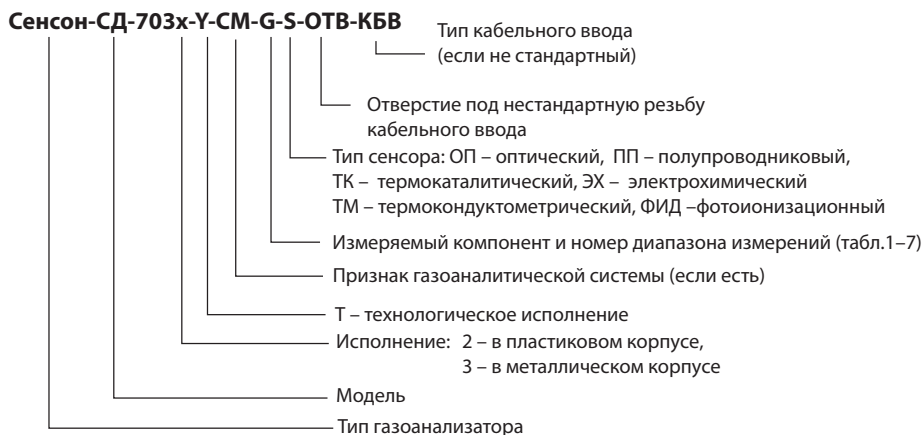 Сенсон-СД-703х-Y-СМ-G-S-ОТВ-КБВ
Тип кабельного ввода
(если не стандартный)
Отверстие под нестандартную резьбу
кабельного ввода
Тип сенсора: ОП – оптический, ПП – полупроводниковый,
ТК – термокаталитический, ЭХ – электрохимический
ТМ – термокондуктометрический, ФИД –фотоионизационный
Измеряемый компонент и номер диапазона измерений (табл.1–7)
Признак газоаналитической системы (если есть)
Т – технологическое исполнение
Исполнение: 2 – в пластиковом корпусе,
3 – в металлическом корпусе
Модель
Тип газоанализатора